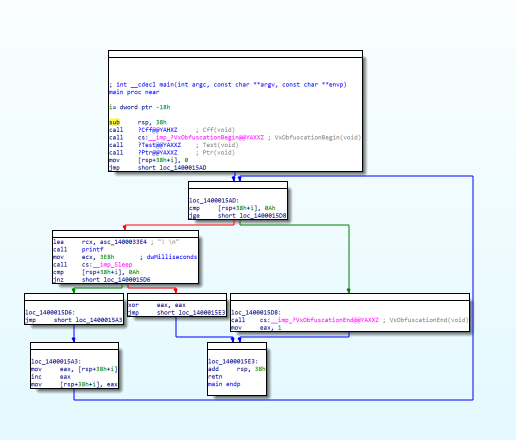 ; int __cdecl main(int argc, const char **argv, const char **envp)
main proc near
i= dword ptr -18h
sub rsp, 38h
call ?Cff@@YAHXZ ; Cff(void)
call cs:__imp_?VxObfuscationBegin@@YAXXZ ; VxObfuscationBegin(void)
call ?Test@@YAXXZ ; Test(void)
call ?Ptr@@YAXXZ ; Ptr(void)
mov [rsp+38h+i], 0
jmp short loc_1400015AD
loc_1400015AD:
cmp [rsp+38h+i], 0Ah
jge short loc_1400015D8
lea rcx, asc_1400033E4 ; "! \n"
call printf
mov ecx, 3E8h ; dwMilliseconds
call cs:__imp_Sleep
cmp [rsp+38h+i], 0Ah
jnz short loc_1400015D6
loc_1400015D6:
jmp short loc_1400015A3
xor eax, eax
jmp short loc_1400015E3
loc_1400015D8:
call cs:__imp_?VxObfuscationEnd@@YAXXZ ; VxObfuscationEnd(void)
mov eax, 1
loc_1400015A3:
mov eax, [rsp+38h+i]
inc eax
mov [rsp+38h+i], eax
loc_1400015E3:
add rsp, 38h
retn
main endp